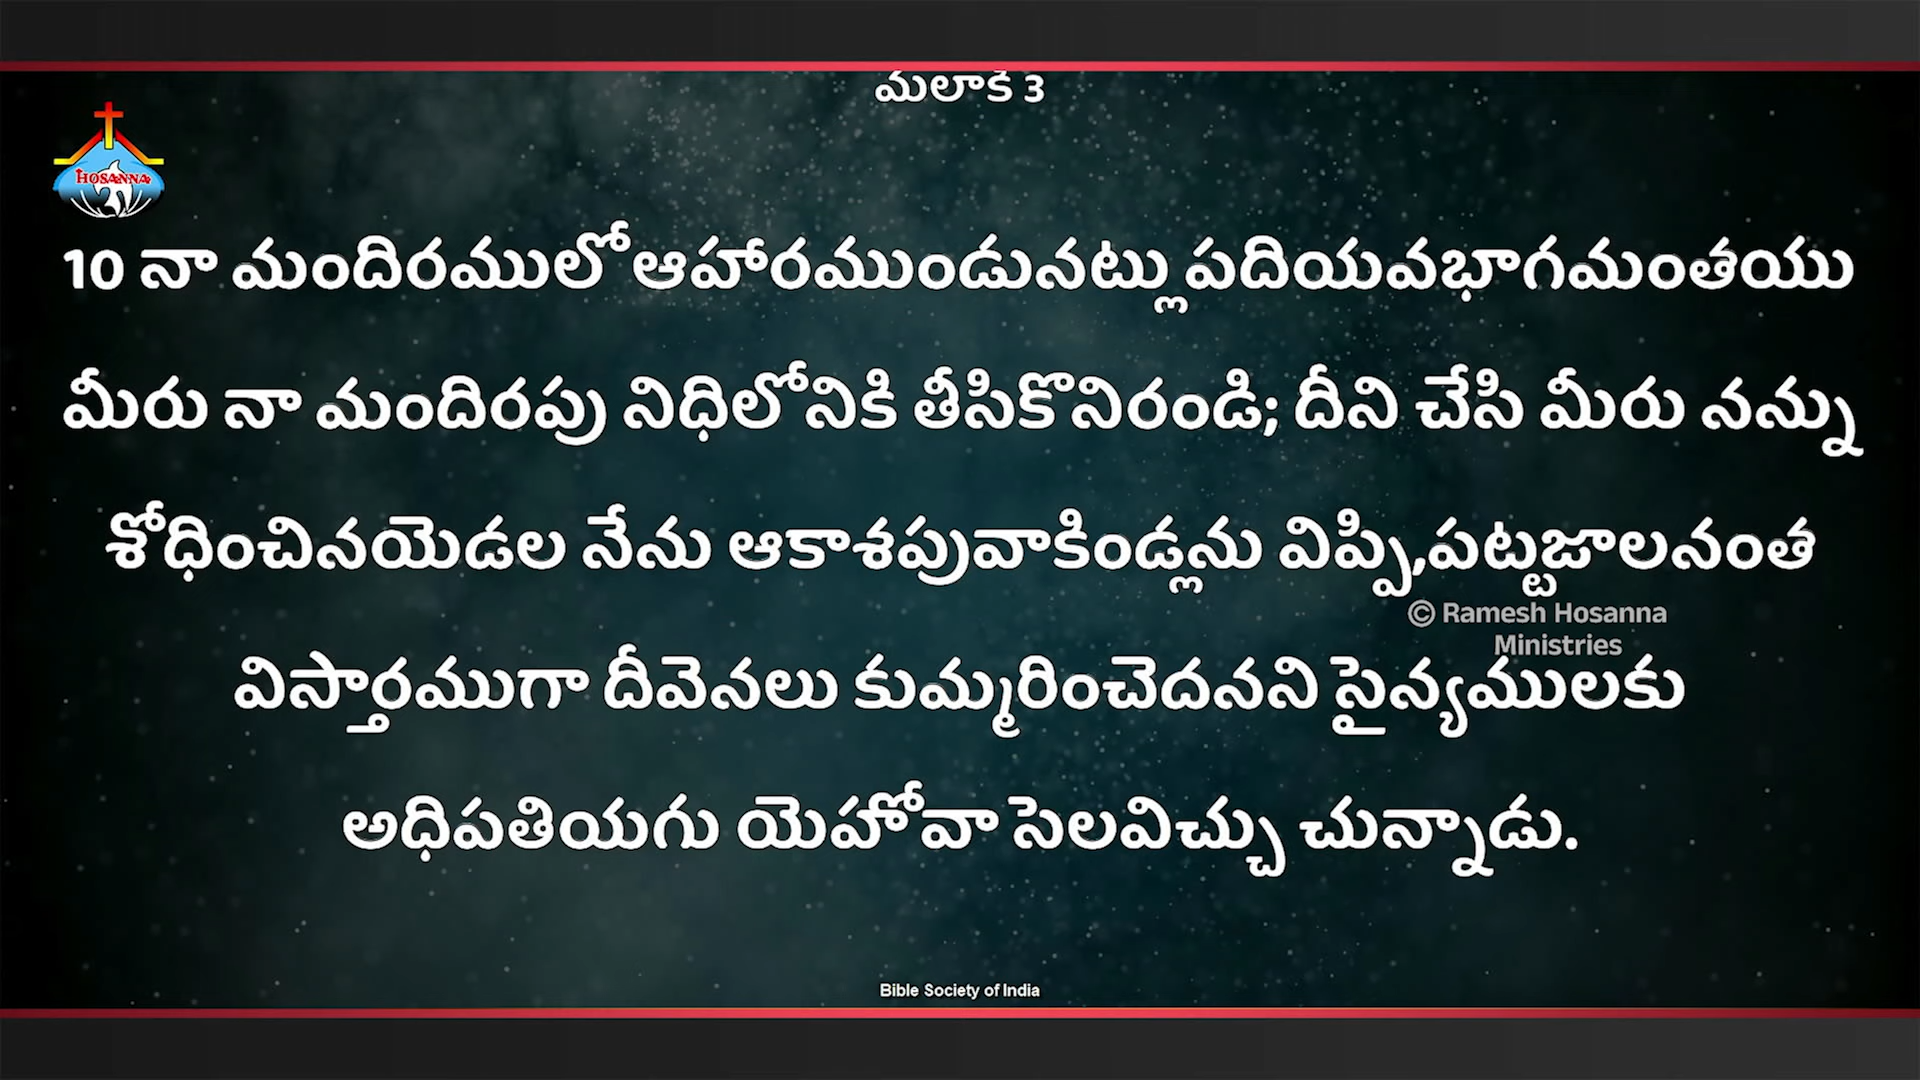 మలాకీ 3
HOSANNA
10 నా మందిరములో ఆహారముండునట్లు పదియవభాగమంతయు
మీరు నా మందిరపు నిధిలోనికి తీసికొనిరండి; దీని చేసి మీరు నన్ను
శోధించినయెడల నేను ఆకాశపువాకిండ్లను విప్పి,పట్టజాలనంత
© Ramesh Hosanna
Ministries
విస్తారముగా దీవెనలు కుమ్మరించెదనని సైన్యములకు
అధిపతియగు యెహోవా సెలవిచ్చు చున్నాడు.
Bible Society of India